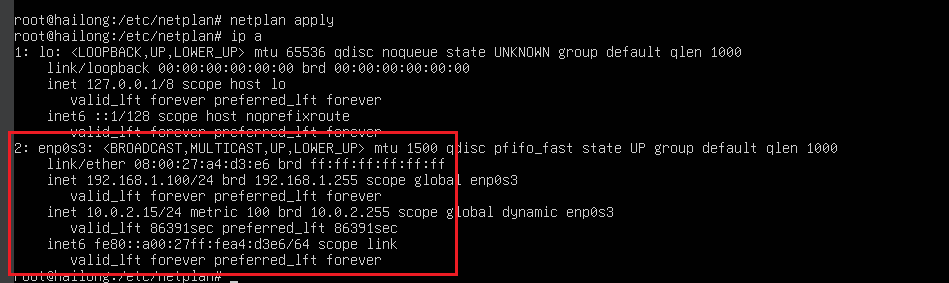 root@hailong:/etc/netplan# netplan apply
root@hailong:/etc/netplan# ip a
1: lo: <LOOPBACK,UP,LOWER_UP> mtu 65536 qdisc noqueue state UNKNOWN group default qlen 1000
    link/loopback 00:00:00:00:00:00 brd 00:00:00:00:00:00
    inet 127.0.0.1/8 scope host lo
       valid_lft forever preferred_lft forever
    inet6 ::1/128 scope host noprefixroute
       valid_lft forever preferred_lft forever
2: enp0s3: <BROADCAST,MULTICAST,UP,LOWER_UP> mtu 1500 qdisc pfifo_fast state UP group default qlen 1000
    link/ether 08:00:27:a4:d3:e6 brd ff:ff:ff:ff:ff:ff
    inet 192.168.1.100/24 brd 192.168.1.255 scope global enp0s3
       valid_lft forever preferred_lft forever
    inet 10.0.2.15/24 metric 100 brd 10.0.2.255 scope global dynamic enp0s3
       valid_lft 86391sec preferred_lft 86391sec
    inet6 fe80::a00:27ff:fea4:d3e6/64 scope link
       valid_lft forever preferred_lft forever
root@hailong:/etc/netplan# _